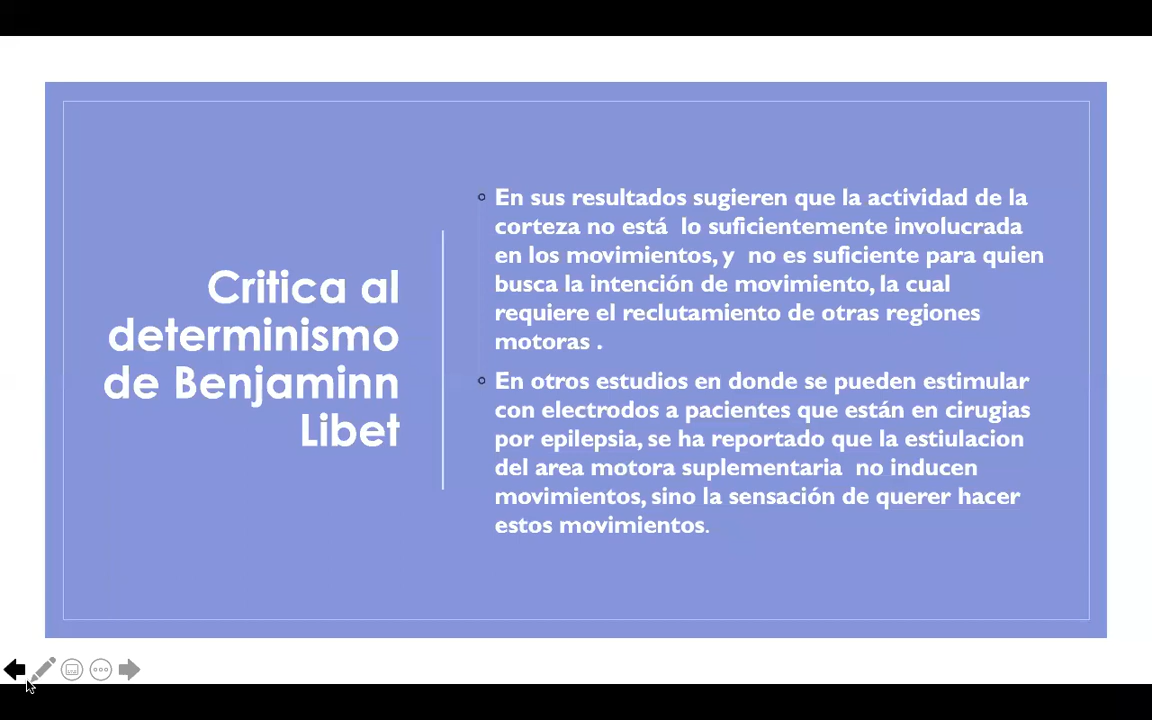 Critica al
determinismo
de Benjaminn
Libet
En sus resultados sugieren que la actividad de la
corteza no está lo suficientemente involucrada
en los movimientos, y no es suficiente para quien
busca la intención de movimiento, la cual
requiere el reclutamiento de otras regiones
motoras .
En otros estudios en donde se pueden estimular
con electrodos a pacientes que están en cirugias
por epilepsia, se ha reportado que la estiulacion
del area motora suplementaria no inducen
movimientos, sino la sensación de querer hacer
estos movimientos.